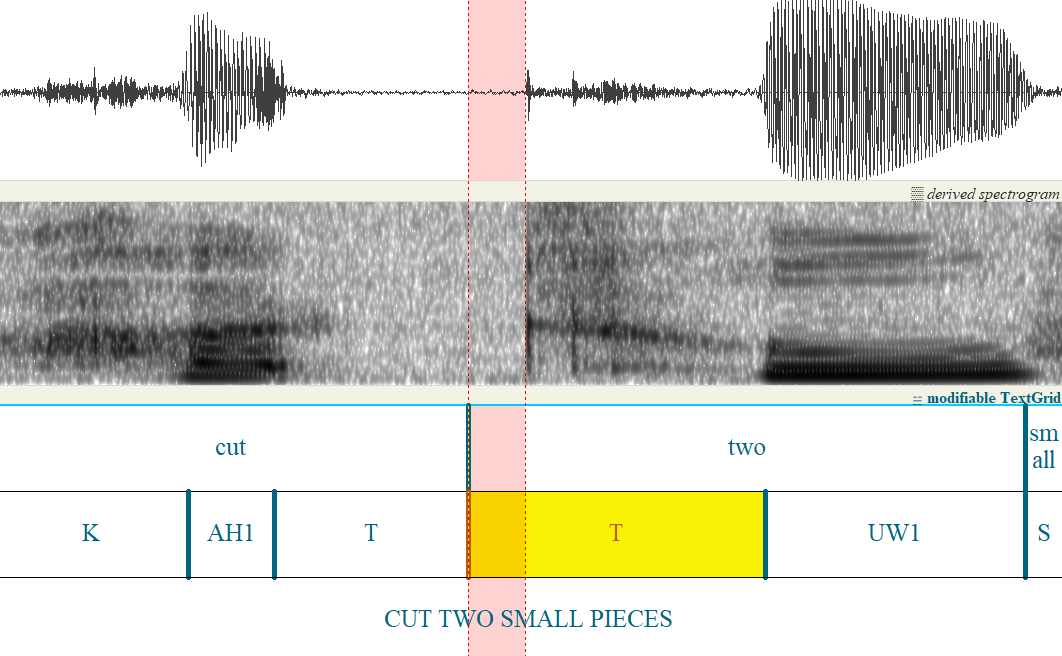 derived spectrogram
modifiable TextGrid
cut
two
sm
all
K
AH1
T
T
UW1
S
CUT TWO SMALL PIECES